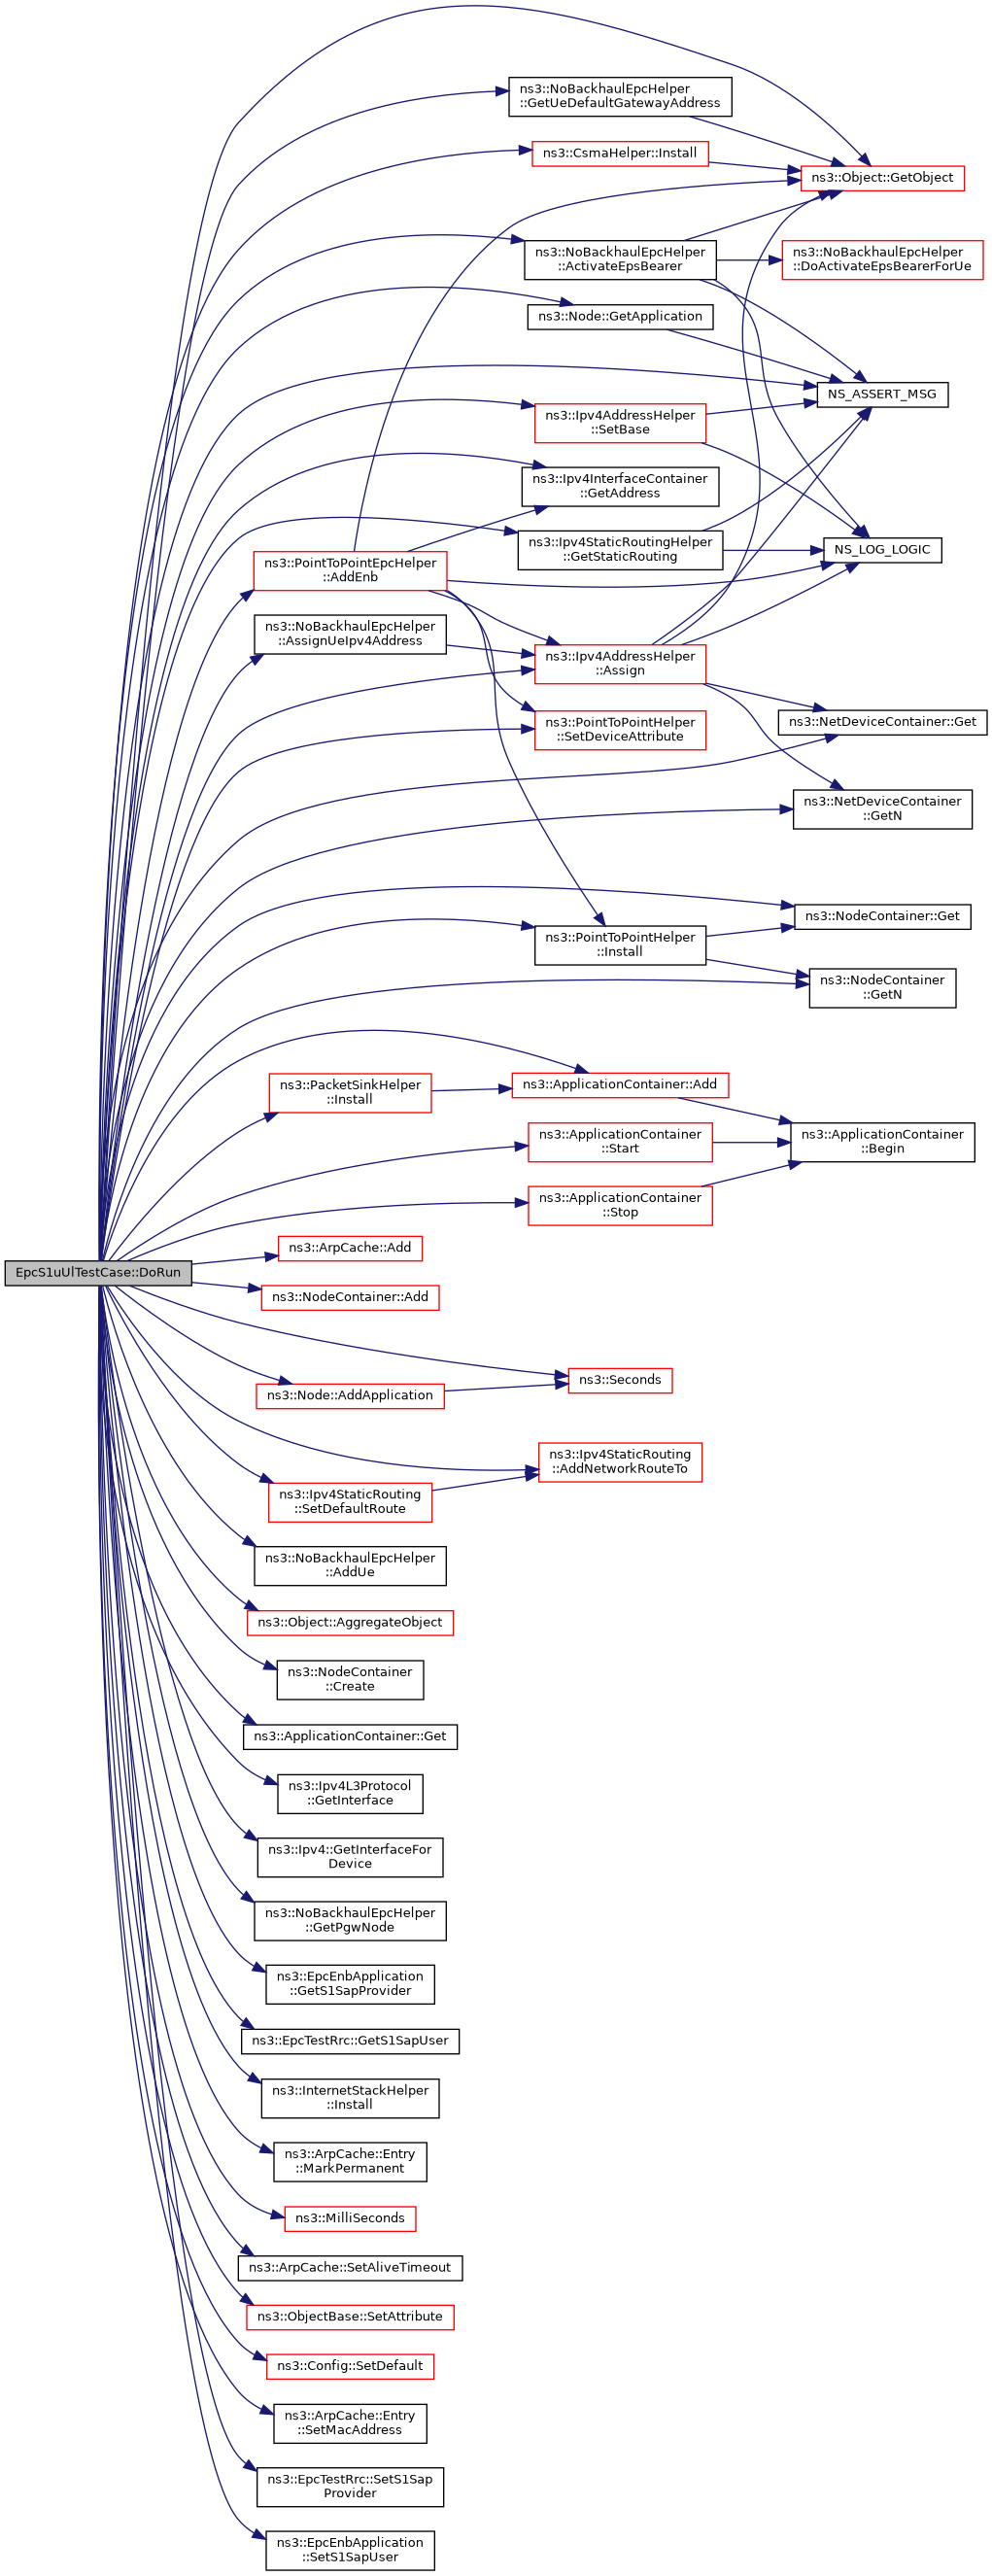 ns3::NoBackhaulEpcHelper
::GetUeDefaultGatewayAddress
ns3::CsmaHelper::Install
ns3::Object::GetObject
ns3::NoBackhaulEpcHelper
::ActivateEpsBearer
ns3::NoBackhaulEpcHelper
::DoActivateEpsBearerForUe
ns3::Node::GetApplication
NS_ASSERT_MSG
ns3::Ipv4AddressHelper
::SetBase
ns3::Ipv4InterfaceContainer
::GetAddress
ns3::Ipv4StaticRoutingHelper
::GetStaticRouting
NS_LOG_LOGIC
ns3::PointToPointEpcHelper
::AddEnb
ns3::NoBackhaulEpcHelper
::AssignUeIpv4Address
ns3::Ipv4AddressHelper
::Assign
ns3::PointToPointHelper
::SetDeviceAttribute
ns3::NetDeviceContainer::Get
ns3::NetDeviceContainer
::GetN
ns3::NodeContainer::Get
ns3::PointToPointHelper
::Install
ns3::NodeContainer
::GetN
ns3::PacketSinkHelper
::Install
ns3::ApplicationContainer::Add
ns3::ApplicationContainer
::Start
ns3::ApplicationContainer
::Begin
ns3::ApplicationContainer
::Stop
ns3::ArpCache::Add
EpcS1uUlTestCase::DoRun
ns3::NodeContainer::Add
ns3::Seconds
ns3::Node::AddApplication
ns3::Ipv4StaticRouting
::AddNetworkRouteTo
ns3::Ipv4StaticRouting
::SetDefaultRoute
ns3::NoBackhaulEpcHelper
::AddUe
ns3::Object::AggregateObject
ns3::NodeContainer
::Create
ns3::ApplicationContainer::Get
ns3::Ipv4L3Protocol
::GetInterface
ns3::Ipv4::GetInterfaceFor
Device
ns3::NoBackhaulEpcHelper
::GetPgwNode
ns3::EpcEnbApplication
::GetS1SapProvider
ns3::EpcTestRrc::GetS1SapUser
ns3::InternetStackHelper
::Install
ns3::ArpCache::Entry
::MarkPermanent
ns3::MilliSeconds
ns3::ArpCache::SetAliveTimeout
ns3::ObjectBase::SetAttribute
ns3::Config::SetDefault
ns3::ArpCache::Entry
::SetMacAddress
ns3::EpcTestRrc::SetS1Sap
Provider
ns3::EpcEnbApplication
::SetS1SapUser